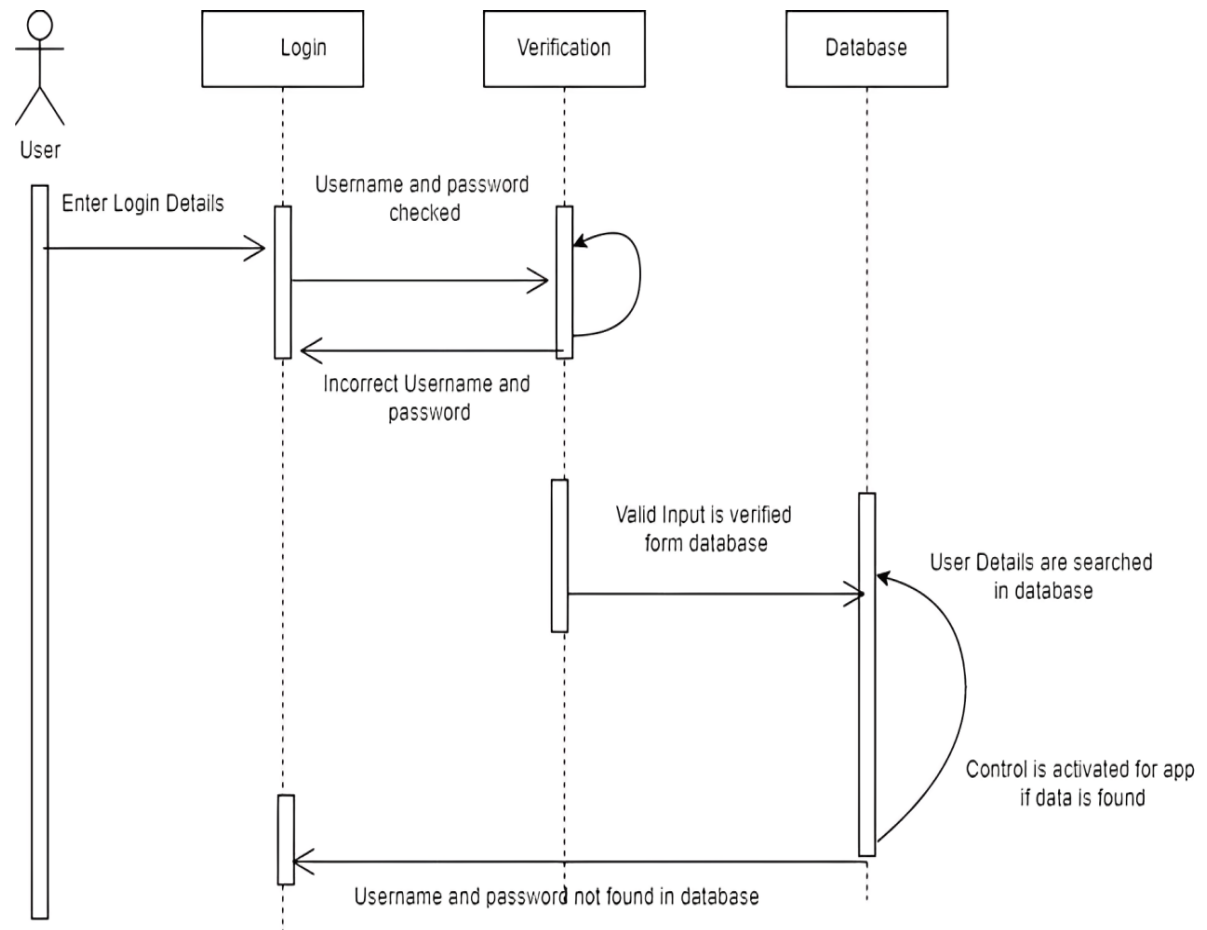 Login
Verification
Database
User
Enter Login Details
Username and password
checked
Incorrect Username and
password
Valid Input is verified
form database
User Details are searched
in database
Control is activated for app
if data is found
Username and password not found in database